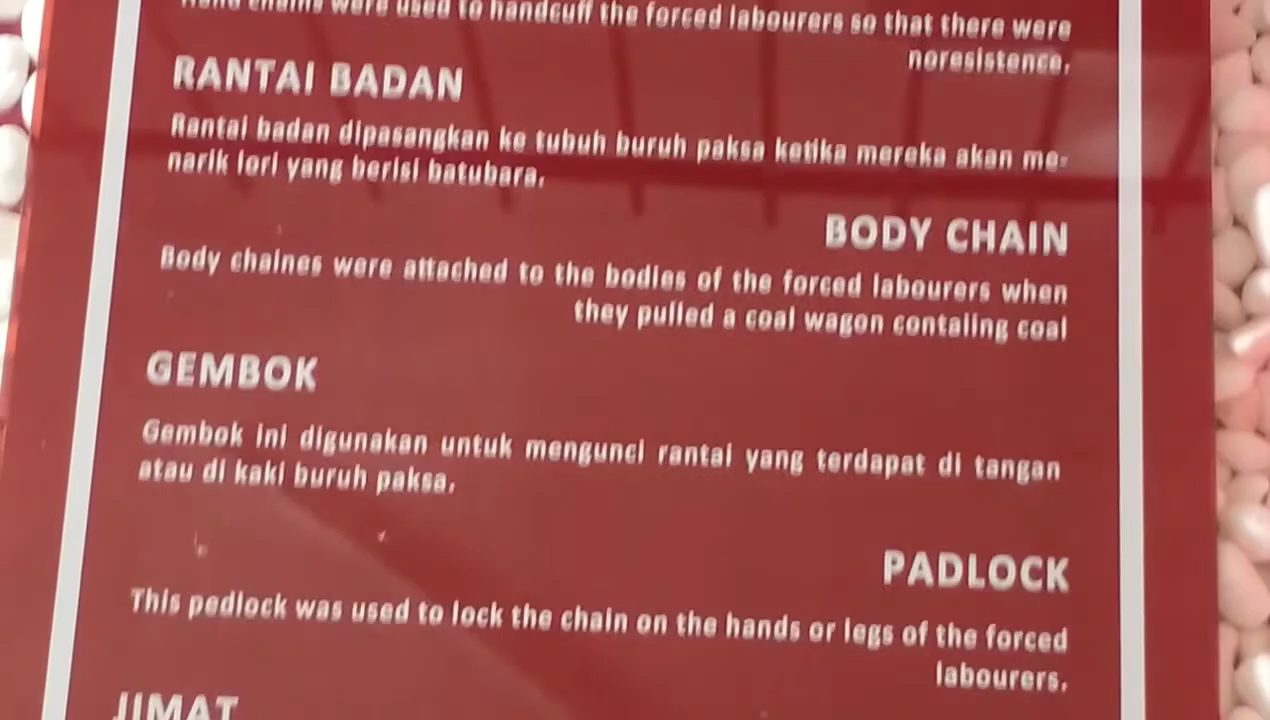 Hand chains were used to handcuff the forced labourers so that there were
noresistence.
RANTAI BADAN
Rantai badan dipasangkan ke tubuh buruh paksa ketika mereka akan me-
narik lori yang berisi batubara.
BODY CHAIN
Body chaines were attached to the bodies of the forced labourers when
they pulled a coal wagon contaiing coal
GEMBOK
Gembok ini digunakan untuk mengunci rantai yang terdapat di tangan
atau di kaki buruh paksa.
PADLOCK
This pedlock was used to lock the chain on the hands or legs of the forced
labourers.
JIMAT